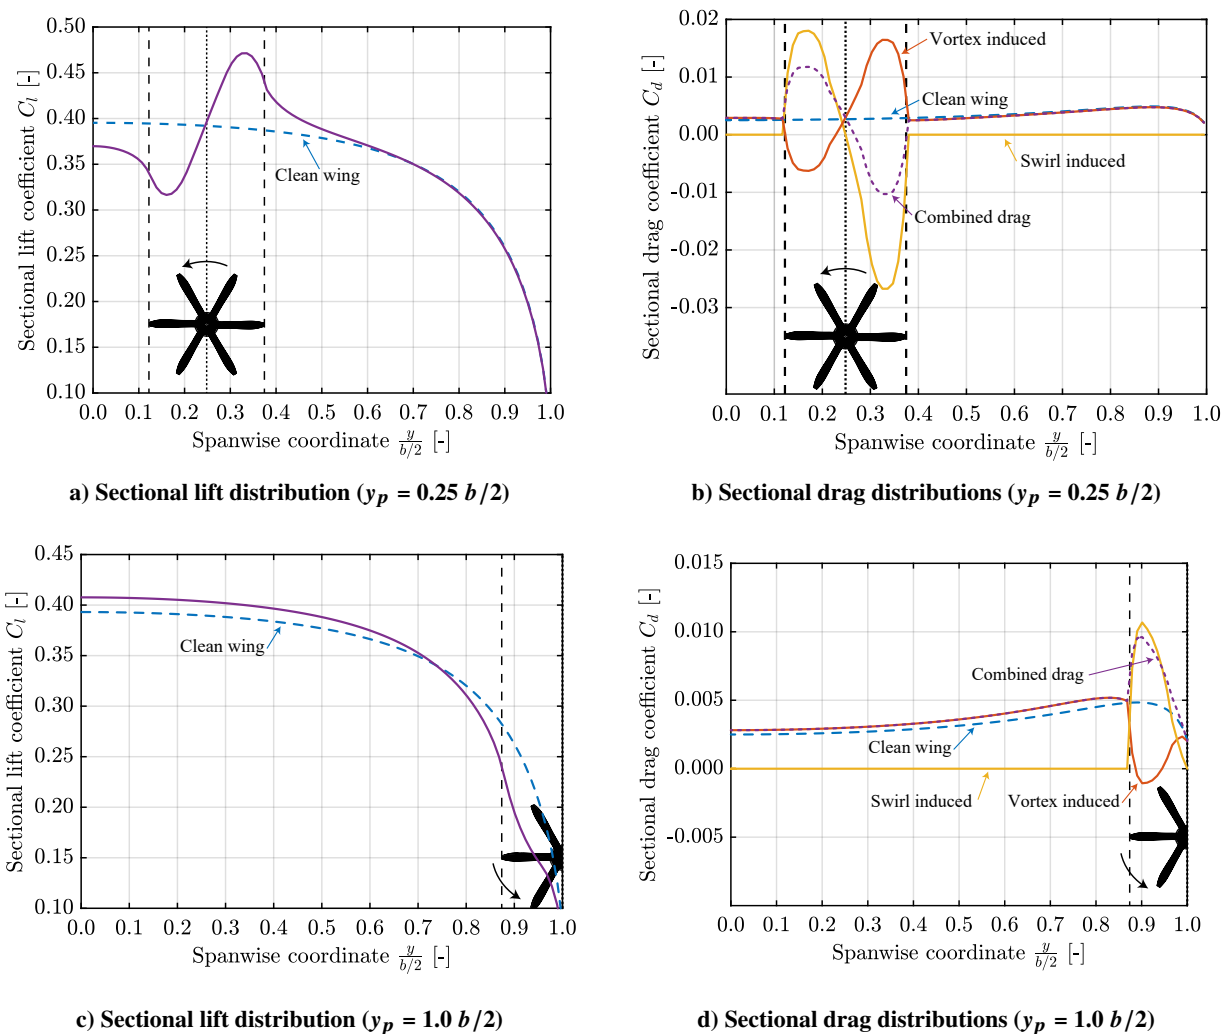 0.50
0.45
0.40
0.35
0.30
0.25
0.20
0.15
0.10
Sectional lift coefficient C_l [-]
Clean wing
0.0 0.1 0.2 0.3 0.4 0.5 0.6 0.7 0.8 0.9 1.0
Spanwise coordinate y/(b/2) [-]
a) Sectional lift distribution (y_p = 0.25 b/2)
0.02
0.01
0.00
-0.01
-0.02
-0.03
Sectional drag coefficient C_d [-]
Vortex induced
Clean wing
Swirl induced
Combined drag
0.0 0.1 0.2 0.3 0.4 0.5 0.6 0.7 0.8 0.9 1.0
Spanwise coordinate y/(b/2) [-]
b) Sectional drag distributions (y_p = 0.25 b/2)
0.45
0.40
0.35
0.30
0.25
0.20
0.15
0.10
Sectional lift coefficient C_l [-]
Clean wing
0.0 0.1 0.2 0.3 0.4 0.5 0.6 0.7 0.8 0.9 1.0
Spanwise coordinate y/(b/2) [-]
c) Sectional lift distribution (y_p = 1.0 b/2)
0.015
0.010
0.005
0.000
-0.005
Sectional drag coefficient C_d [-]
Combined drag
Clean wing
Swirl induced
Vortex induced
0.0 0.1 0.2 0.3 0.4 0.5 0.6 0.7 0.8 0.9 1.0
Spanwise coordinate y/(b/2) [-]
d) Sectional drag distributions (y_p = 1.0 b/2)